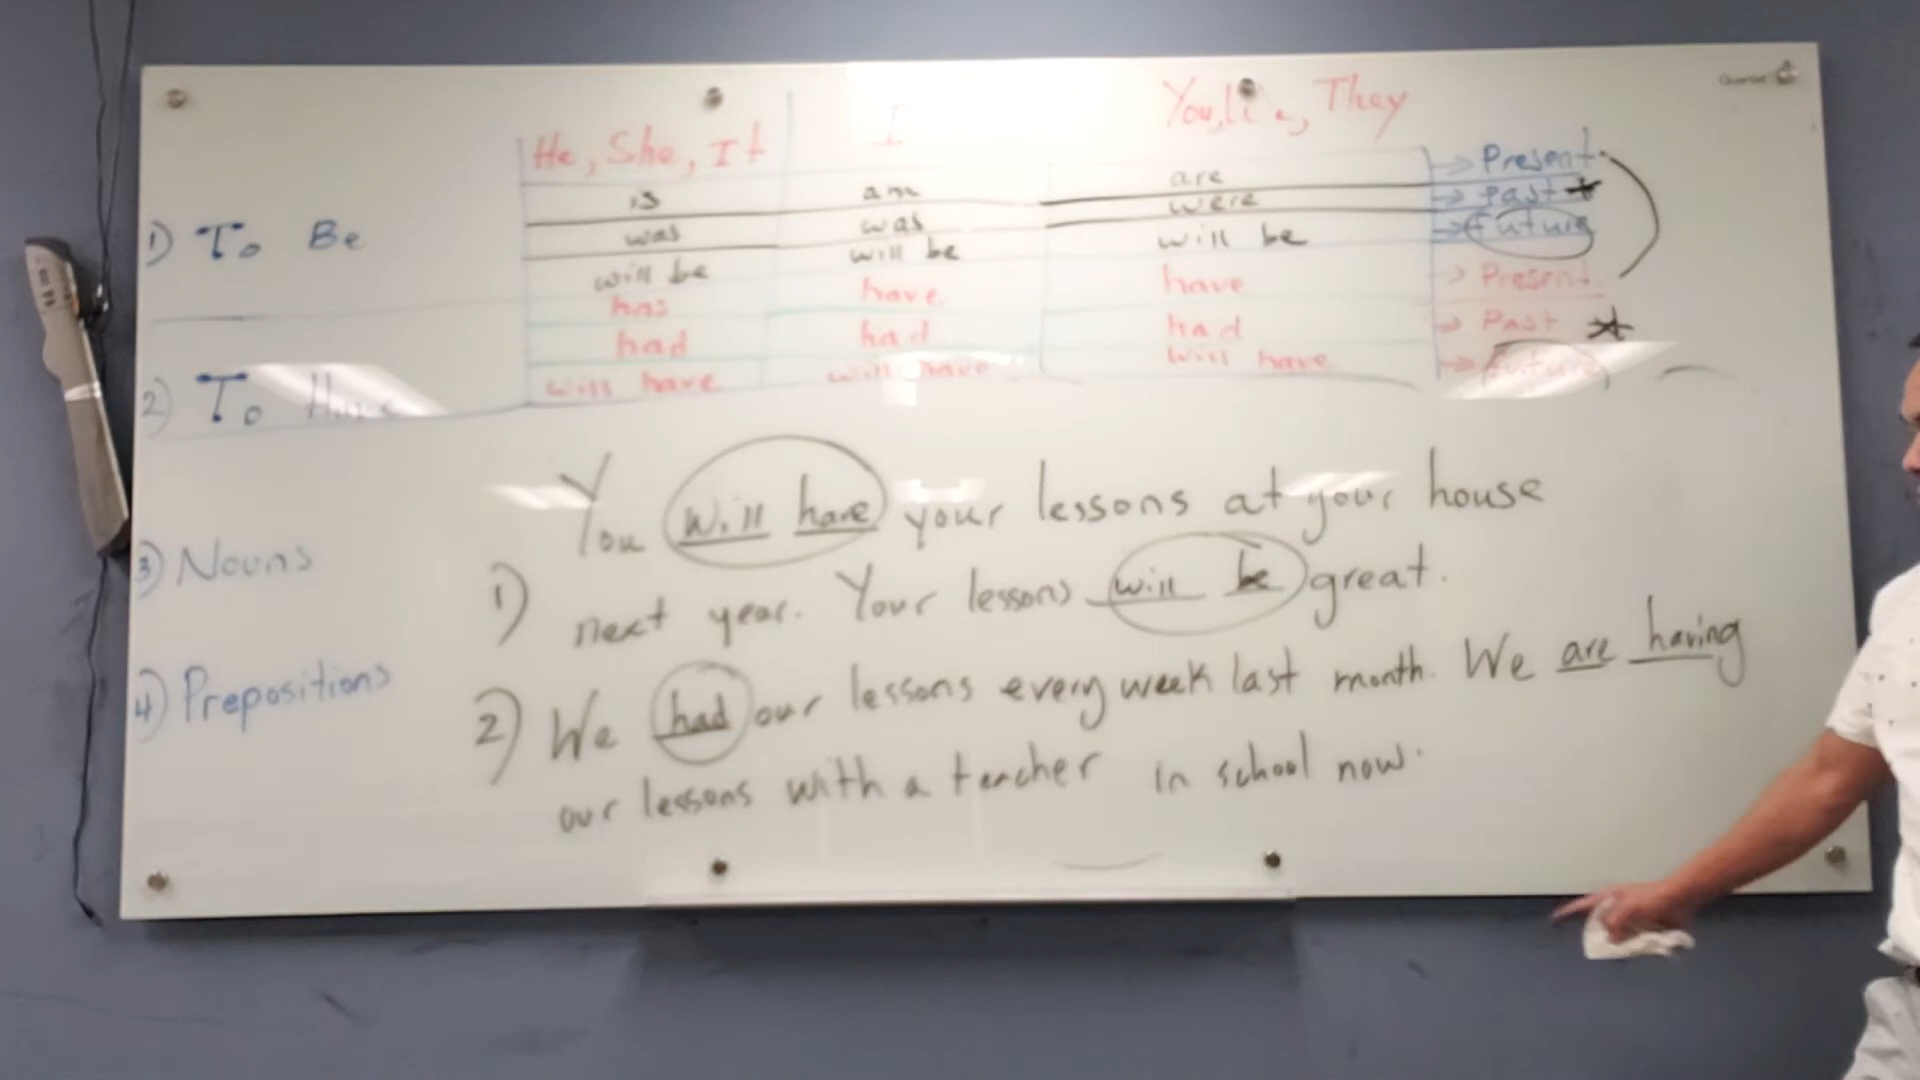 He, She, It I You, , They
→ Present
is am are → Past *
was was were → future
1) To Be will be will be will be
has have have → Present
had had had → Past *
will have will have will have → future
2) To Have
You will have your lessons at your house
3) Nouns
1) next year. Your lessons will be great.
4) Prepositions
2) We had our lessons every week last month. We are having
our lessons with a teacher in school now.